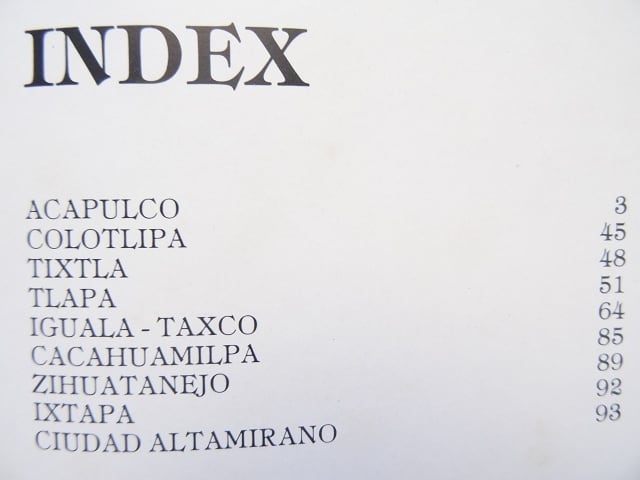 INDEX
ACAPULCO 3
COLOTLIPA 45
TIXTLA 48
TLAPA 51
IGUALA - TAXCO 64
CACAHUAMILPA 85
ZIHUATANEJO 89
IXTAPA 92
CIUDAD ALTAMIRANO 93